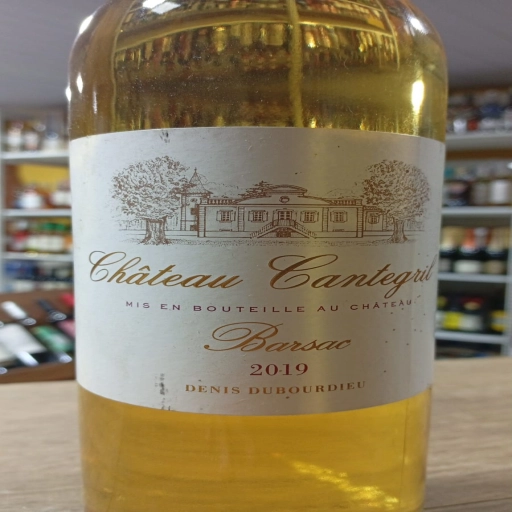 Château Cantegril
MIS EN BOUTEILLE AU CHÂTEAU
Barsac
2019
DENIS DUBOURDIEU